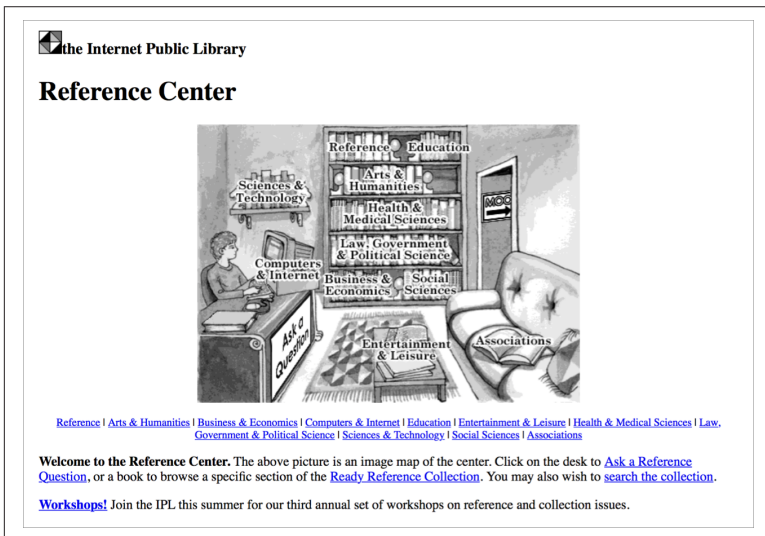 the Internet Public Library
Reference Center
Reference Education
Arts &
Humanities
Sciences &
Technology
Health &
Medical Sciences
MOO
Law, Government
& Political Science
Computers
& Internet
Business &
Economics
Social
Sciences
Ask a
Question
Entertainment
& Leisure
Associations
Reference | Arts & Humanities | Business & Economics | Computers & Internet | Education | Entertainment & Leisure | Health & Medical Sciences | Law,
Government & Political Science | Sciences & Technology | Social Sciences | Associations
Welcome to the Reference Center. The above picture is an image map of the center. Click on the desk to Ask a Reference
Question, or a book to browse a specific section of the Ready Reference Collection. You may also wish to search the collection.
Workshops! Join the IPL this summer for our third annual set of workshops on reference and collection issues.